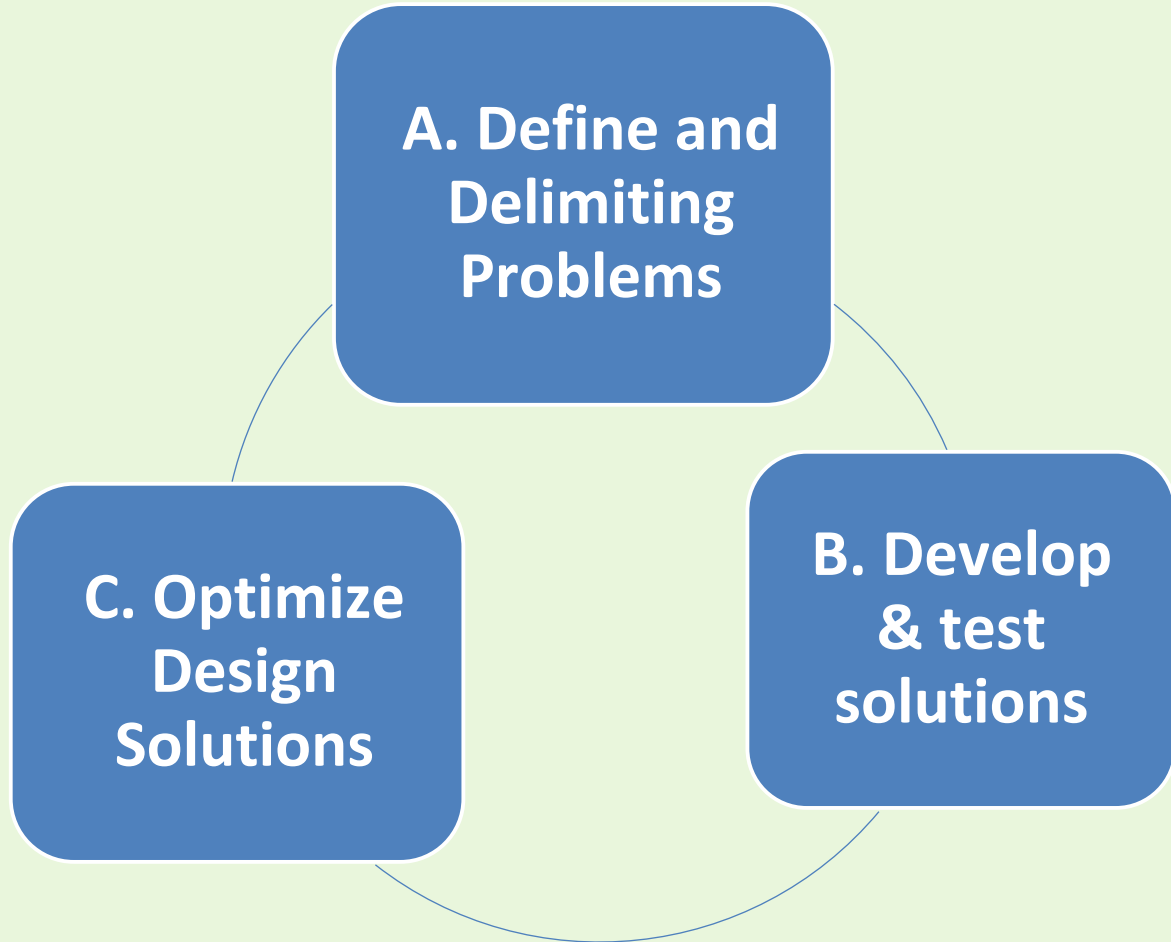 A. Define and
Delimiting
Problems
B. Develop
& test
solutions
C. Optimize
Design
Solutions